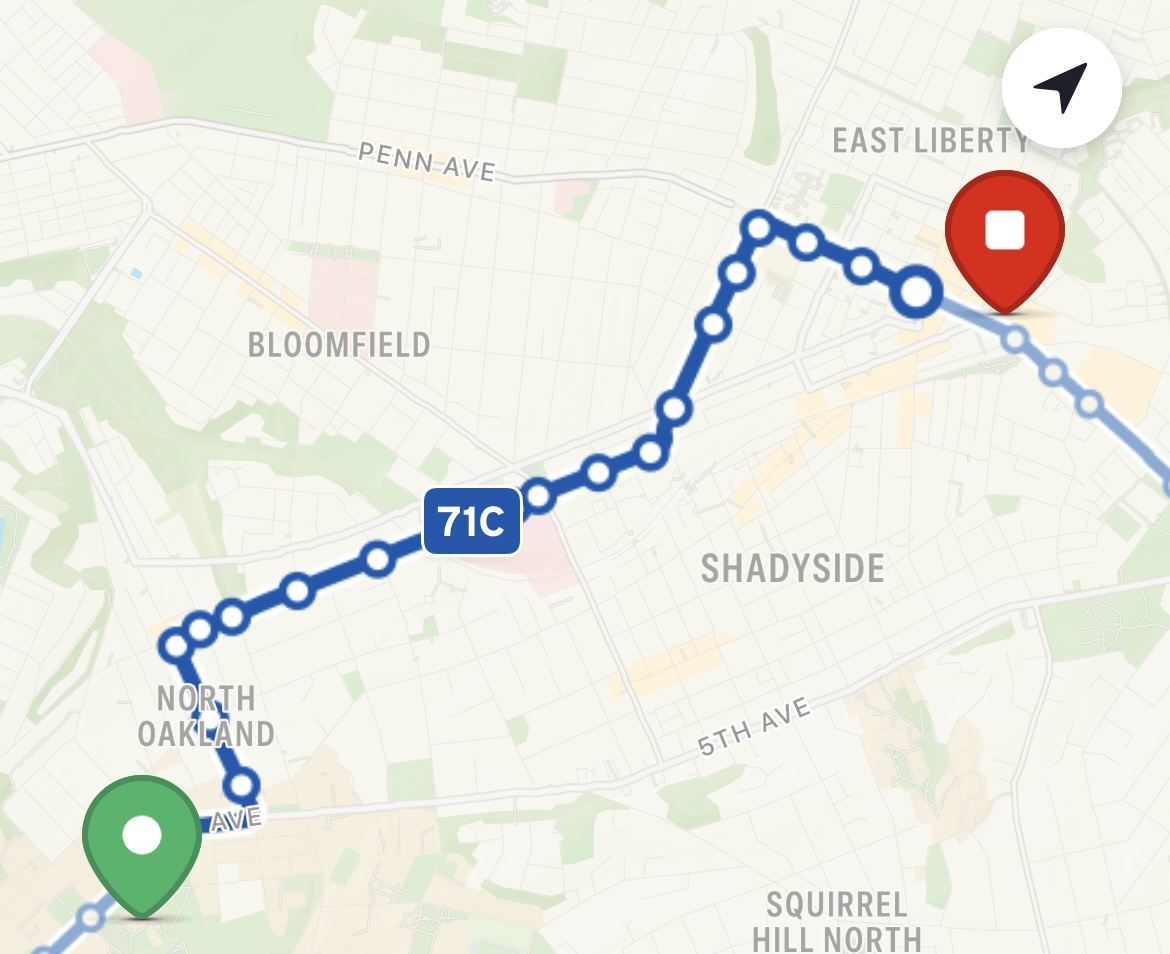 EAST LIBERTY
PENN AVE
BLOOMFIELD
71C
SHADYSIDE
NORTH
OAKLAND
5TH AVE
AVE
SQUIRREL
HILL NORTH